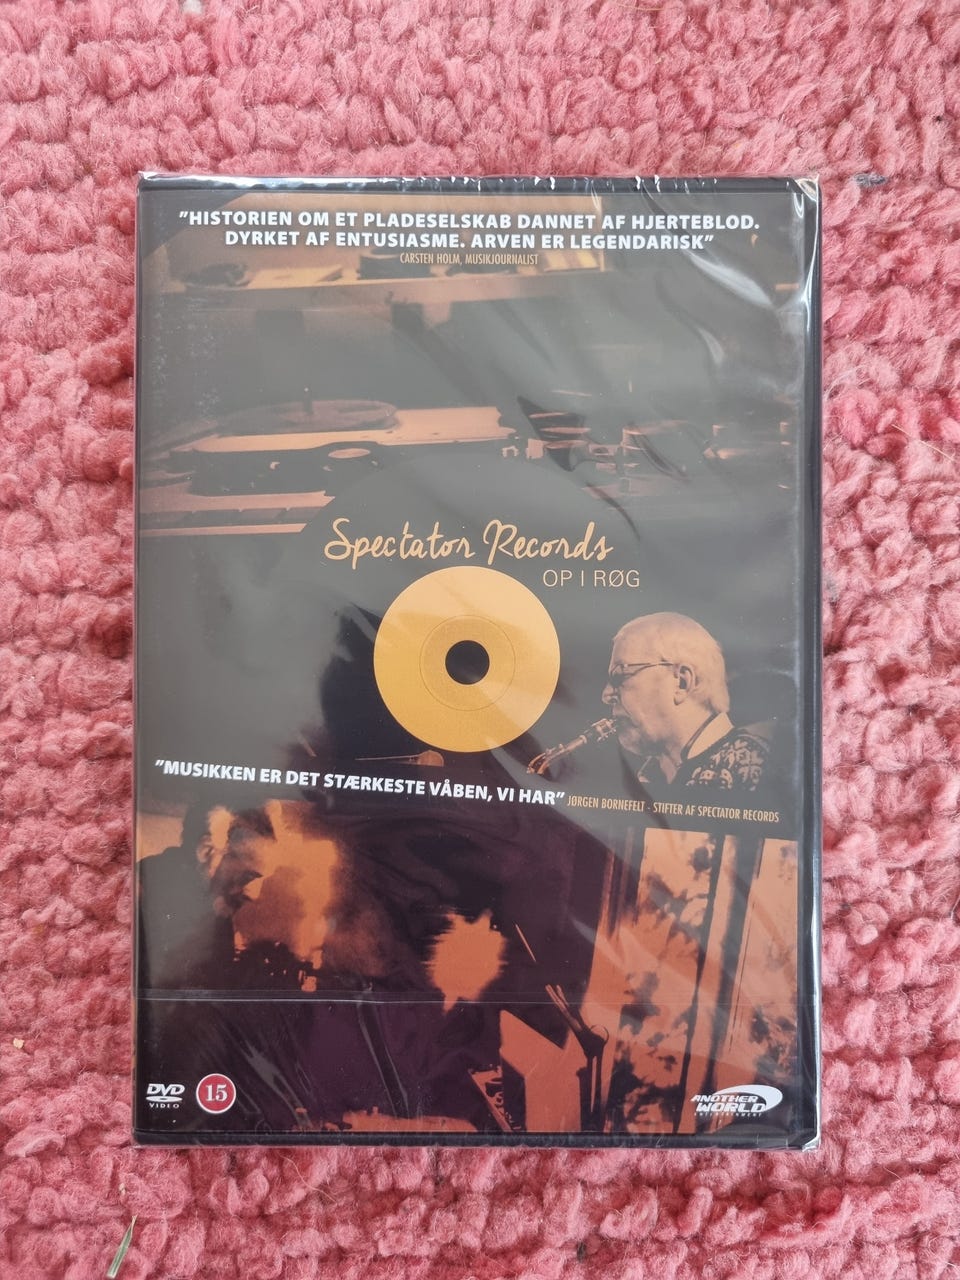 "HISTORIEN OM ET PLADESELSKAB DANNET AF HJERTEBLOD.
DYRKET AF ENTUSIASME. ARVEN ER LEGENDARISK"
CARSTEN HOLM, MUSIKJOURNALIST
Spectator Records
OP I RØG
"MUSIKKEN ER DET STÆRKESTE VÅBEN, VI HAR" JØRGEN BORNEFELT - STIFTER AF SPECTATOR RECORDS
DVD
VIDEO
15
ANOTHER
WORLD
ENTERTAINMENT